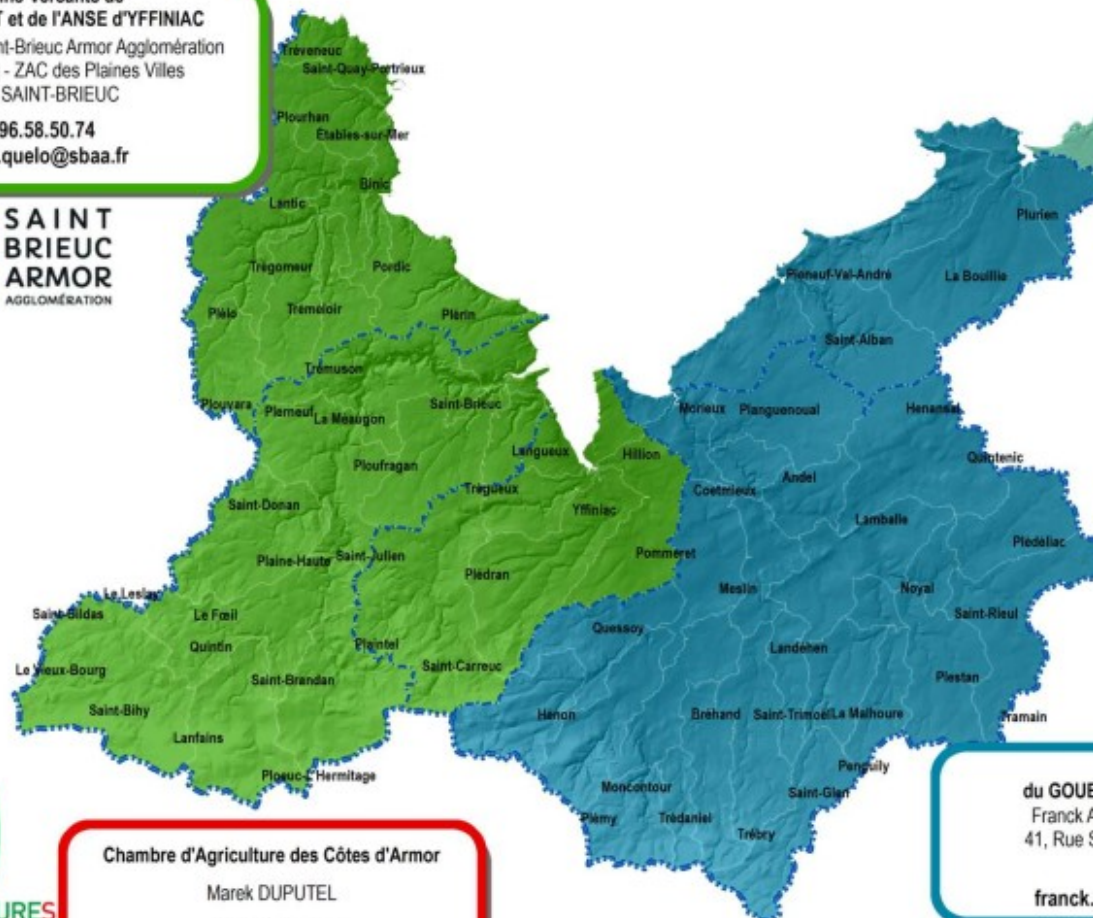 T et de l'ANSE d'YFFINIAC
nt-Brieuc Armor Agglomération
- ZAC des Plaines Villes
SAINT-BRIEUC
96.58.50.74
.quelo@sbaa.fr
SAINT
BRIEUC
ARMOR
AGGLOMÉRATION
Tréveneuc
Saint-Quay-Portrieux
Plourhan
Étables-sur-Mer
Binic
Lantic
Trégomeur
Pordic
Plélo
Tremeloir
Plérin
Trémuson
Plouvara
Plerneuf
La Méaugon
Saint-Brieuc
Ploufragan
Langueux
Hillion
Trégueux
Yffiniac
Saint-Donan
Plaine-Haute
Saint-Julien
Plédran
Pommeret
Le Leslay
Saint-Gildas
Le Fœil
Quintin
Plaintel
Saint-Carreuc
Le Vieux-Bourg
Saint-Brandan
Saint-Bihy
Lanfains
Ploeuc-L'Hermitage
Plurien
Pléneuf-Val-André
La Bouillie
Saint-Alban
Morieux
Planguenoual
Henansal
Quintenic
Andel
Coetmieux
Lamballe
Plédéliac
Meslin
Noyal
Saint-Rieul
Quessoy
Landéhen
Plestan
Hénon
Bréhand
Saint-Trimoël
La Malhoure
Tramain
Penguily
Moncontour
Saint-Glen
Plémy
Trédaniel
Trébry
Chambre d'Agriculture des Côtes d'Armor
Marek DUPUTEL
URES
du GOUE
Franck A
41, Rue S
franck.